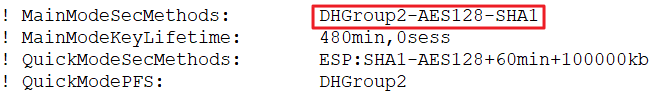 ! MainModeSecMethods: DHGroup2-AES128-SHA1
! MainModeKeyLifetime: 480min,0sess
! QuickModeSecMethods: ESP:SHA1-AES128+60min+100000kb
! QuickModePFS: DHGroup2